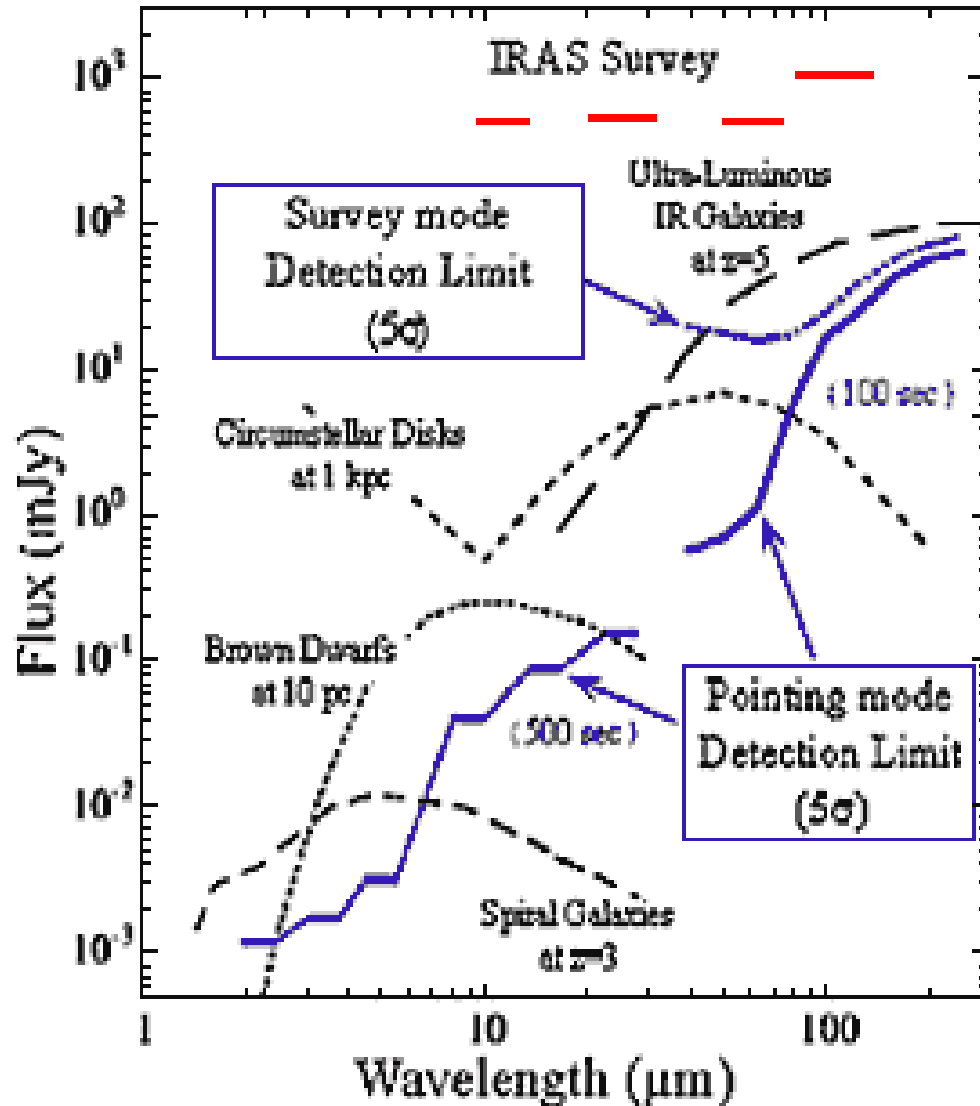 IRAS Survey
Ultra-Luminous
IR Galaxies
at z=5
Survey mode
Detection Limit
(5σ)
(100 sec)
Circumstellar Disks
at 1 kpc
Brown Dwarfs
at 10 pc
(500 sec)
Pointing mode
Detection Limit
(5σ)
Spiral Galaxies
at z=3
Flux (mJy)
10³
10²
10¹
10⁰
10⁻¹
10⁻²
10⁻³
1 10 100
Wavelength (μm)